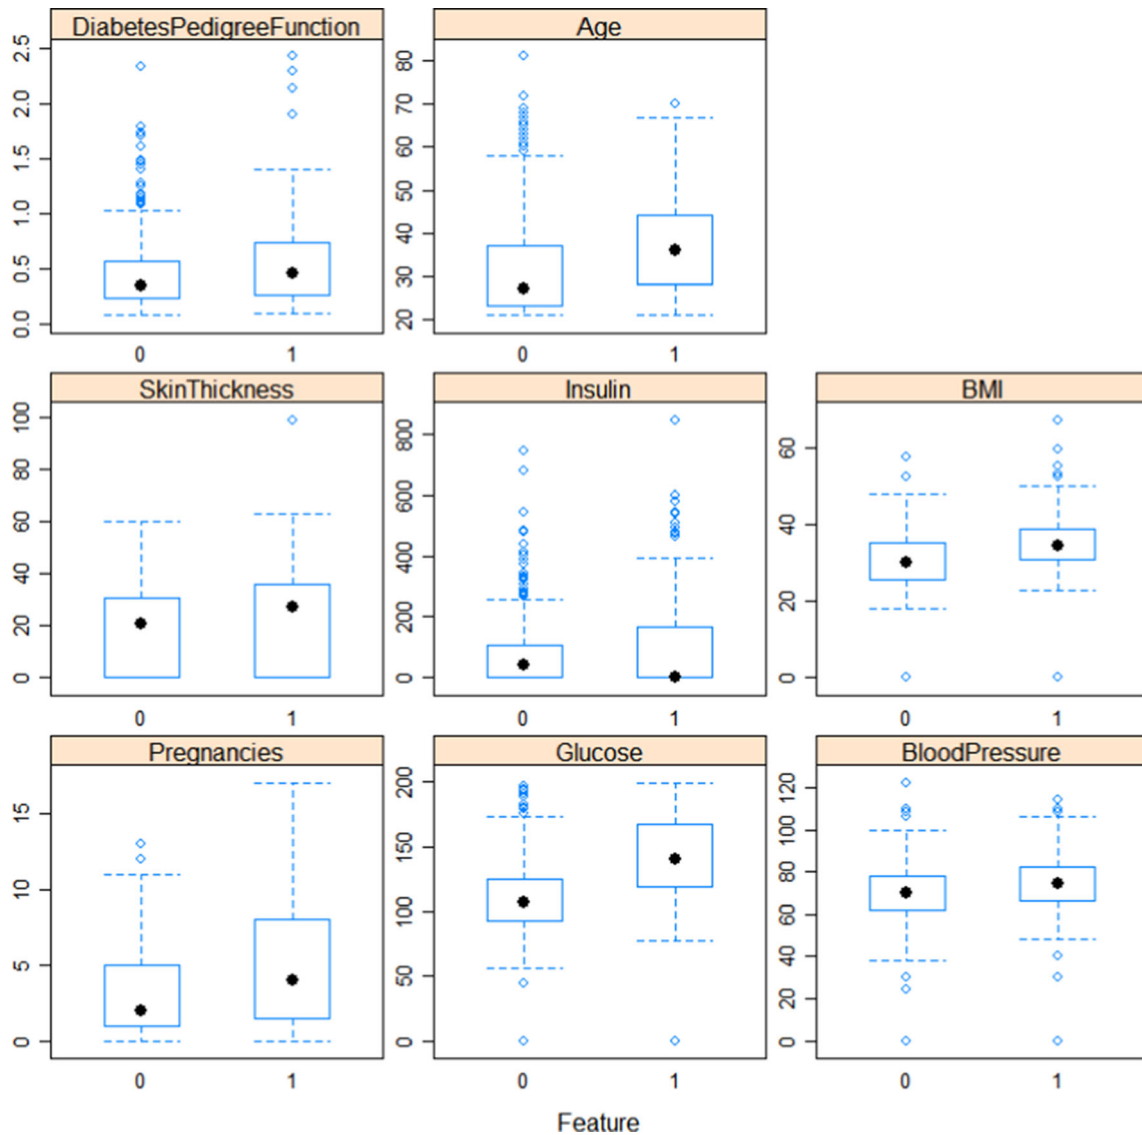 DiabetesPedigreeFunction Age
2.5 2.0 1.5 1.0 0.5 0.0
80 70 60 50 40 30 20
0 1 0 1
SkinThickness Insulin BMI
100 80 60 40 20 0
800 600 400 200 0
60 40 20 0
0 1 0 1 0 1
Pregnancies Glucose BloodPressure
15 10 5 0
200 150 100 50 0
120 100 80 60 40 20 0
0 1 0 1 0 1
Feature